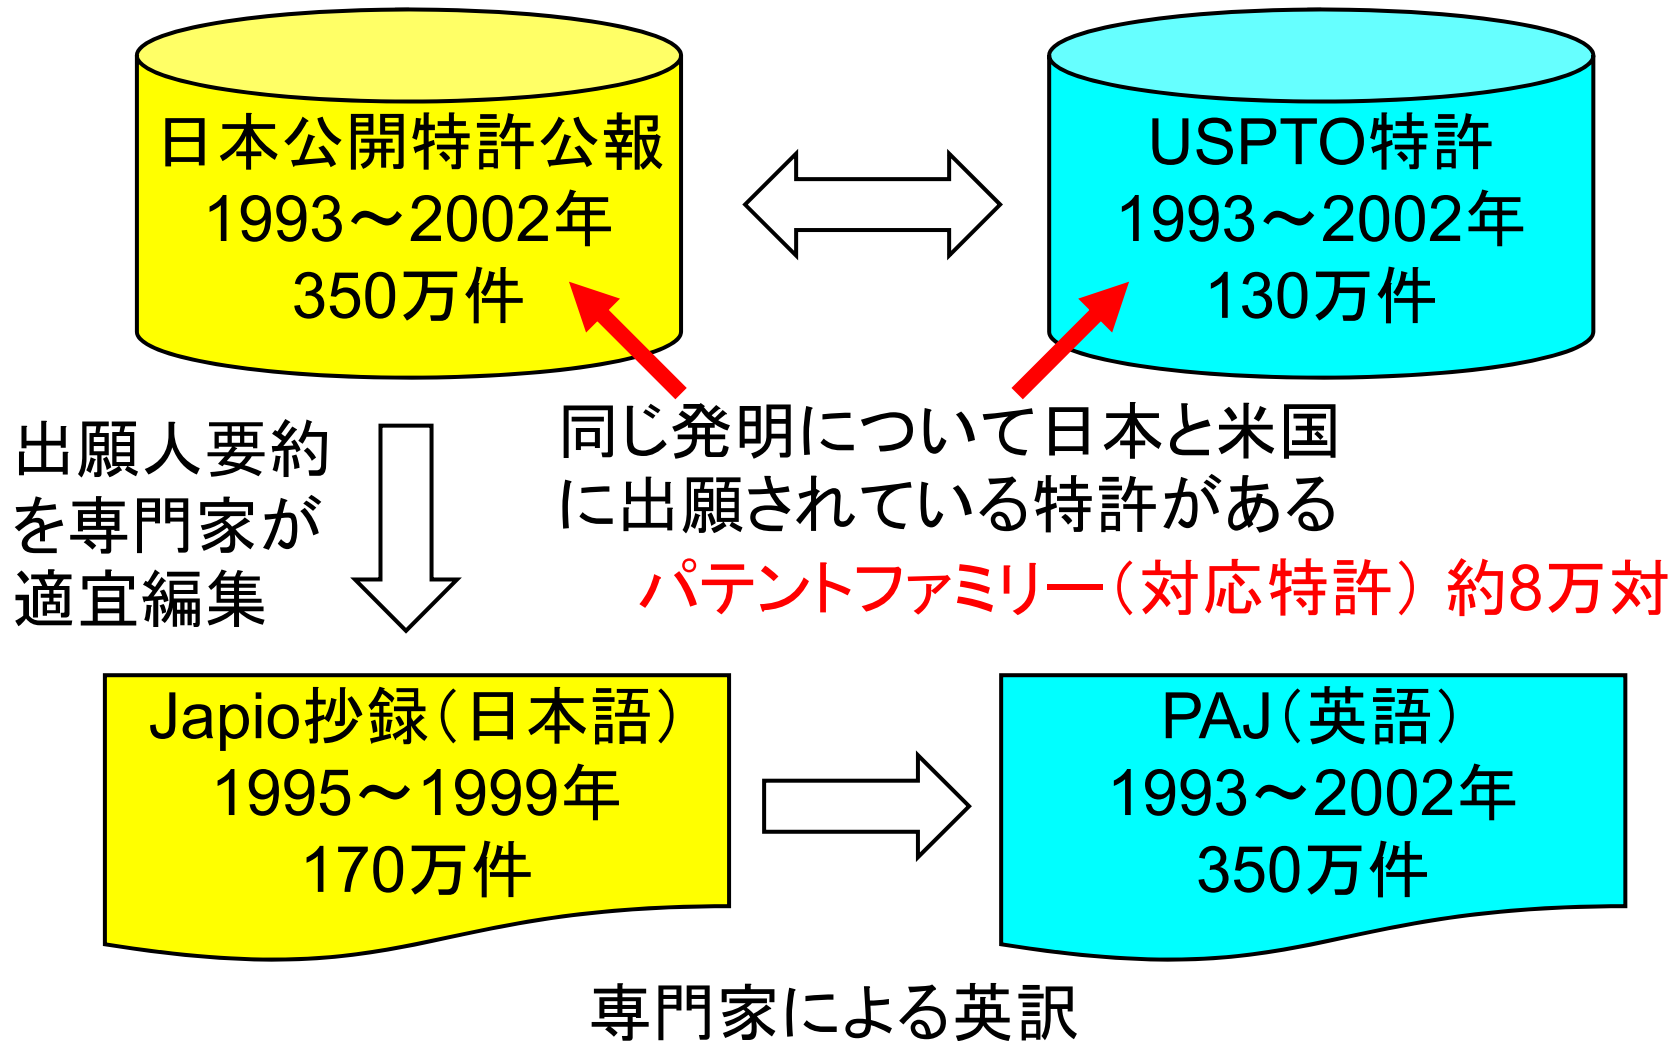 日本公開特許公報
1993～2002年
350万件
USPTO特許
1993～2002年
130万件
出願人要約
を専門家が
適宜編集
同じ発明について日本と米国
に出願されている特許がある
パテントファミリー（対応特許） 約8万対
Japio抄録（日本語）
1995～1999年
170万件
PAJ（英語）
1993～2002年
350万件
専門家による英訳